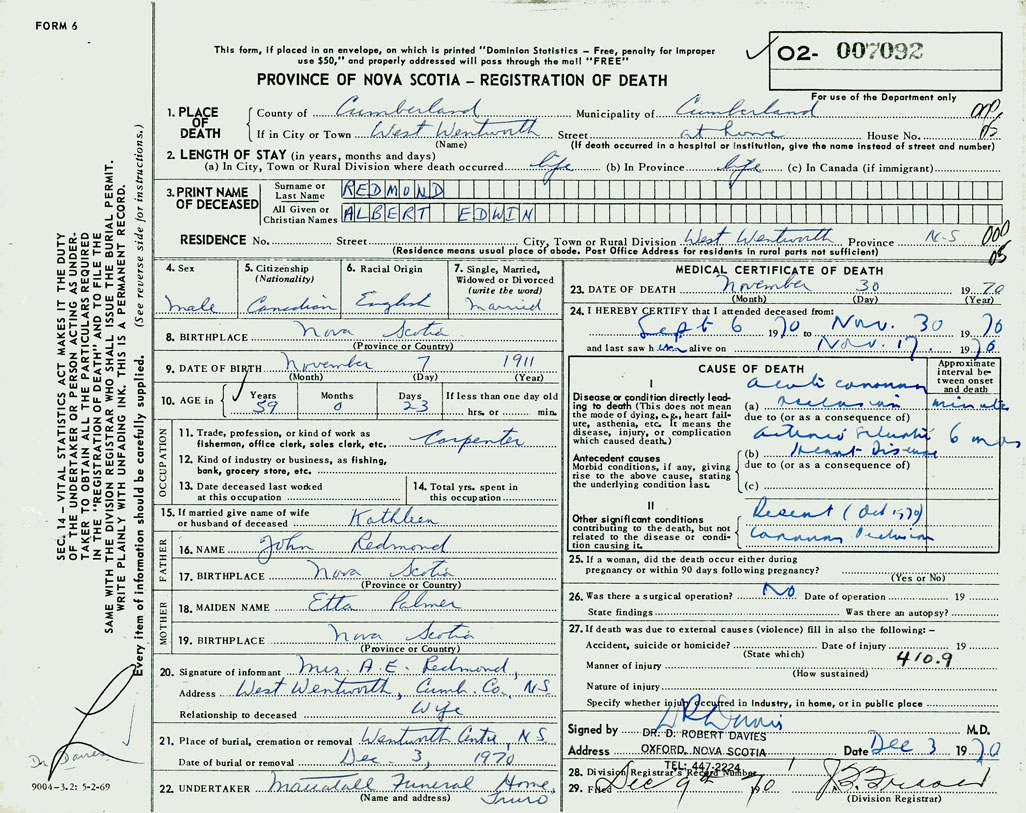 FORM 6
This form, if placed in an envelope, on which is printed "Dominion Statistics – Free, penalty for improper
use $50," and properly addressed will pass through the mail "FREE"
PROVINCE OF NOVA SCOTIA – REGISTRATION OF DEATH
O2- 007092
For use of the Department only
1. PLACE OF DEATH
County of Cumberland Municipality of Cumberland
If in City or Town West Wentworth Street at home House No.
(Name) (If death occurred in a hospital or institution, give the name instead of street and number)
05
2. LENGTH OF STAY (in years, months and days)
(a) In City, Town or Rural Division where death occurred life (b) In Province life (c) In Canada (if immigrant)
3. PRINT NAME OF DECEASED
Surname or Last Name REDMOND
All Given or Christian Names ALBERT EDWIN
RESIDENCE No. Street City, Town or Rural Division West Wentworth Province N.S 000
(Residence means usual place of abode. Post Office Address for residents in rural parts not sufficient) 05
4. Sex
male
5. Citizenship
(Nationality)
Canadian
6. Racial Origin
English
7. Single, Married,
Widowed or Divorced
(write the word)
married
8. BIRTHPLACE Nova Scotia
(Province or Country)
9. DATE OF BIRTH November 7 1911
(Month) (Day) (Year)
10. AGE in Years Months Days If less than one day old
59 0 23 hrs. or min.
OCCUPATION
11. Trade, profession, or kind of work as
fisherman, office clerk, sales clerk, etc. Carpenter
12. Kind of industry or business, as fishing,
bank, grocery store, etc.
13. Date deceased last worked
at this occupation
14. Total yrs. spent in
this occupation
15. If married give name of wife
or husband of deceased Kathleen
FATHER
16. NAME John Redmond
17. BIRTHPLACE Nova Scotia
(Province or Country)
MOTHER
18. MAIDEN NAME Etta Palmer
19. BIRTHPLACE Nova Scotia
(Province or Country)
20. Signature of informant Mrs. A. E. Redmond,
Address West Wentworth, Cumb. Co., N.S
Relationship to deceased Wife
21. Place of burial, cremation or removal Wentworth Centre, N.S.
Date of burial or removal Dec. 3, 1970
22. UNDERTAKER Funeral Home,
(Name and address) Truro
MEDICAL CERTIFICATE OF DEATH
23. DATE OF DEATH November 30 1970
(Month) (Day) (Year)
24. I HEREBY CERTIFY that I attended deceased from:
Sept 6 1970 to Nov. 30 1970
and last saw him alive on Nov. 17. 1970
CAUSE OF DEATH
Approximate
interval be-
tween onset
and death
I
Disease or condition directly lead-
ing to death (This does not mean
the mode of dying, e.g., heart fail-
ure, asthenia, etc. It means the
disease, injury, or complication
which caused death.)
Acute coronary
(a) occlusion minutes
due to (or as a consequence of)
Antecedent causes
Morbid conditions, if any, giving
rise to the above cause, stating
the underlying condition last.
Arterio Sclerotic 6 mos
(b) Heart Disease
due to (or as a consequence of)
(c)
II
Other significant conditions
contributing to the death, but not
related to the disease or condi-
tion causing it.
Recent (Oct 1970)
Coronary Occlusion
25. If a woman, did the death occur either during
pregnancy or within 90 days following pregnancy?
(Yes or No)
26. Was there a surgical operation? No Date of operation 19
State findings Was there an autopsy?
27. If death was due to external causes (violence) fill in also the following: –
Accident, suicide or homicide? Date of injury 19
(State which) 410.9
Manner of injury
(How sustained)
Nature of injury
Specify whether injury occurred in industry, in home, or in public place
Signed by D R Davies M.D.
DR. D. ROBERT DAVIES
Address OXFORD, NOVA SCOTIA Date Dec 3 1970
TEL: 447-2224
28. Division Registrar's Record Number
29. Filed Dec 9th 1970
(Division Registrar)
SEC. 14 – VITAL STATISTICS ACT MAKES IT THE DUTY
OF THE UNDERTAKER OR PERSON ACTING AS UNDER-
TAKER TO OBTAIN ALL THE PARTICULARS REQUIRED
IN THE "REGISTRATION OF DEATH" AND TO FILE THE
SAME WITH THE DIVISION REGISTRAR WHO SHALL ISSUE THE BURIAL PERMIT.
WRITE PLAINLY WITH UNFADING INK. THIS IS A PERMANENT RECORD.
Every item of information should be carefully supplied. (See reverse side for instructions.)
Dr Davies
9004-3.2: 5-2-69